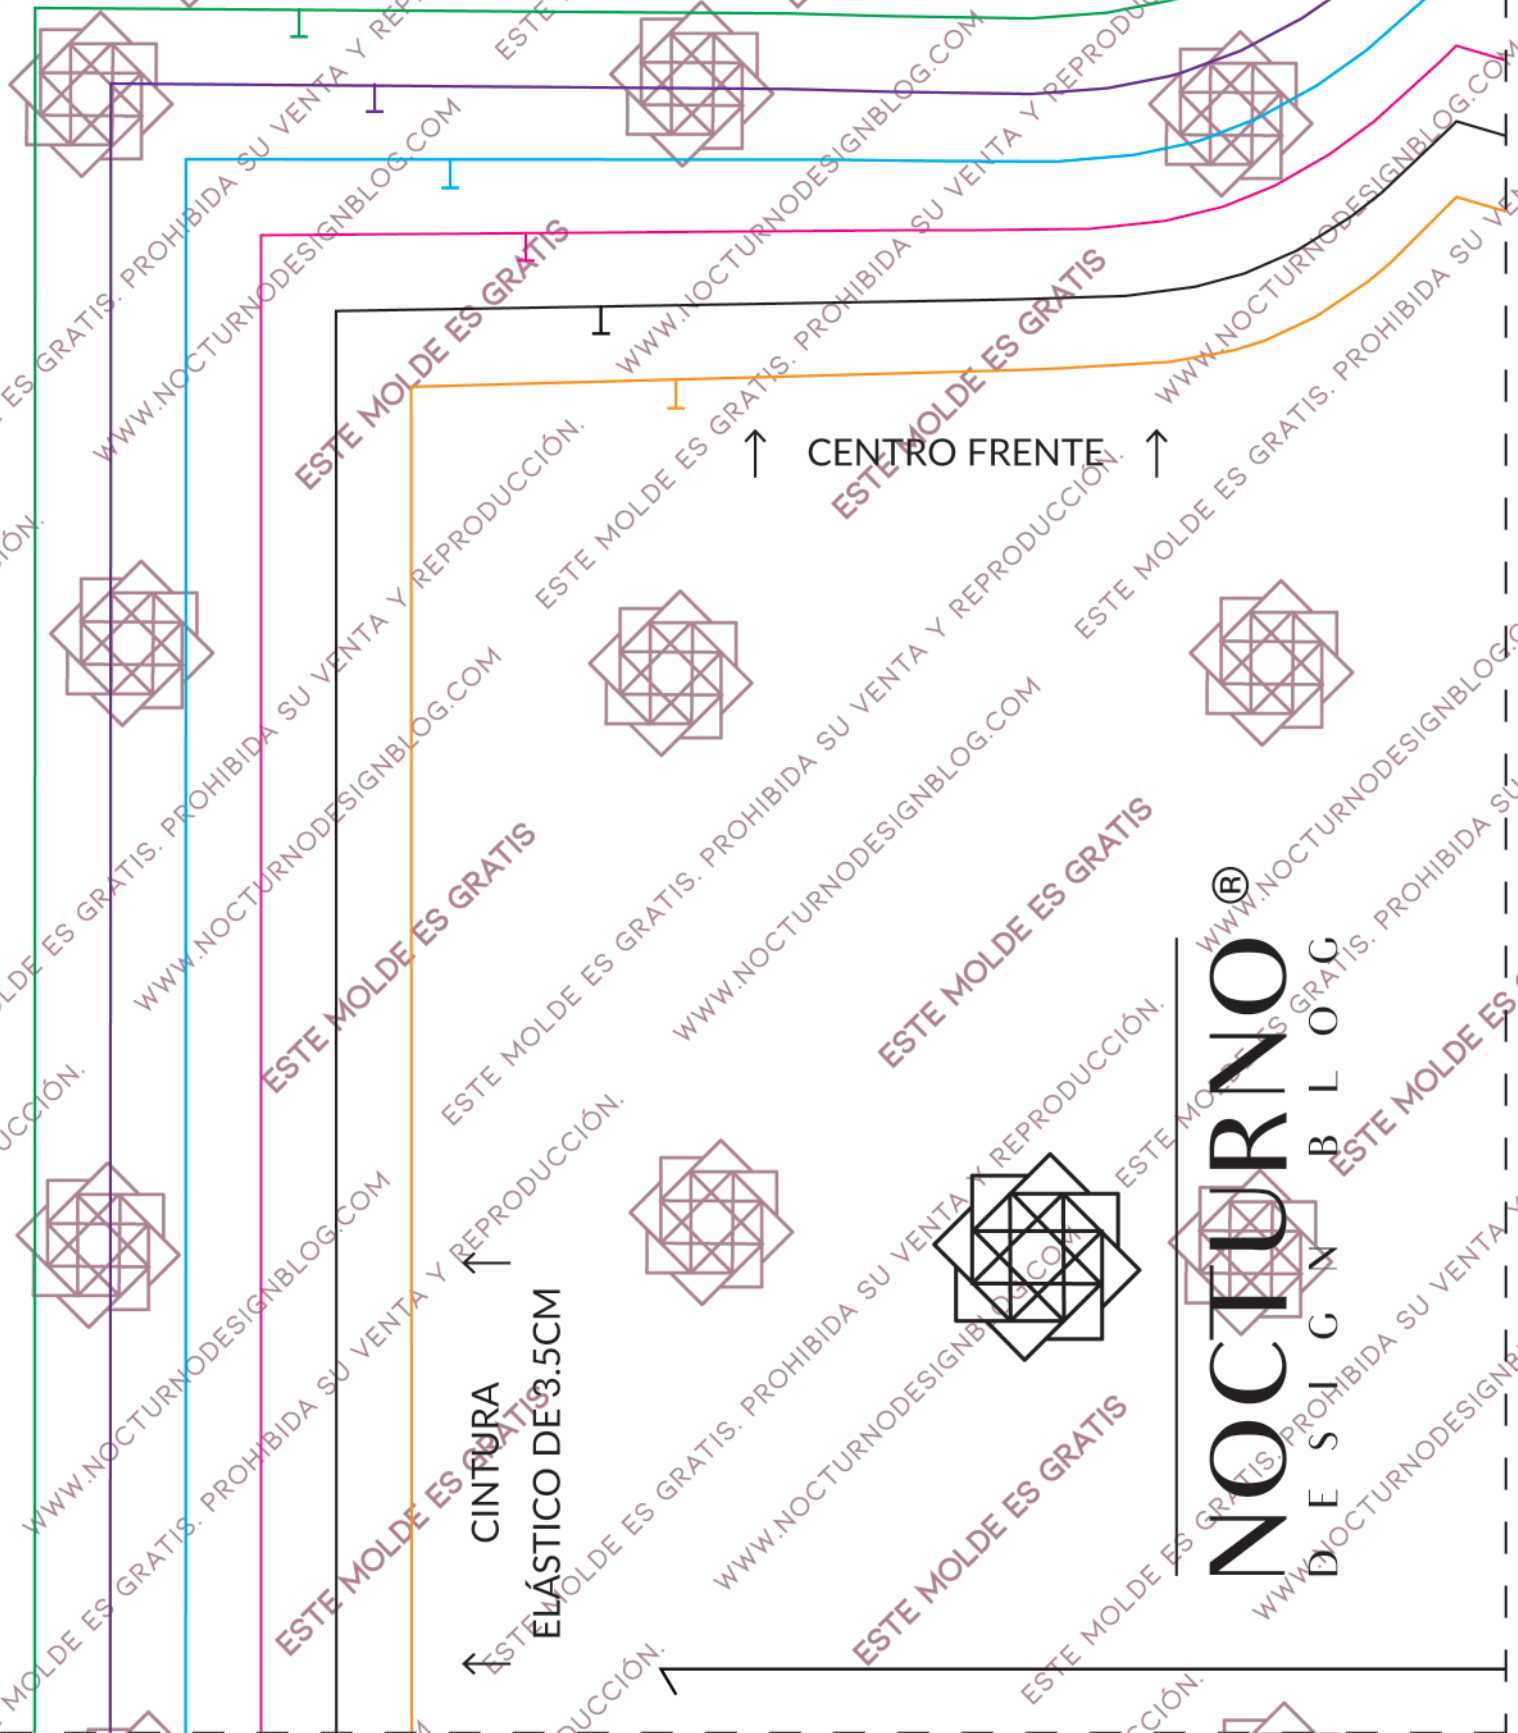 CENTRO FRENTE
CINTURA
ELÁSTICO DE 3.5CM
NOCTURNO®
DESIGN BLOG
ESTE MOLDE ES GRATIS. PROHIBIDA SU VENTA Y REPRODUCCIÓN.
WWW.NOCTURNODESIGNBLOG.COM
ESTE MOLDE ES GRATIS